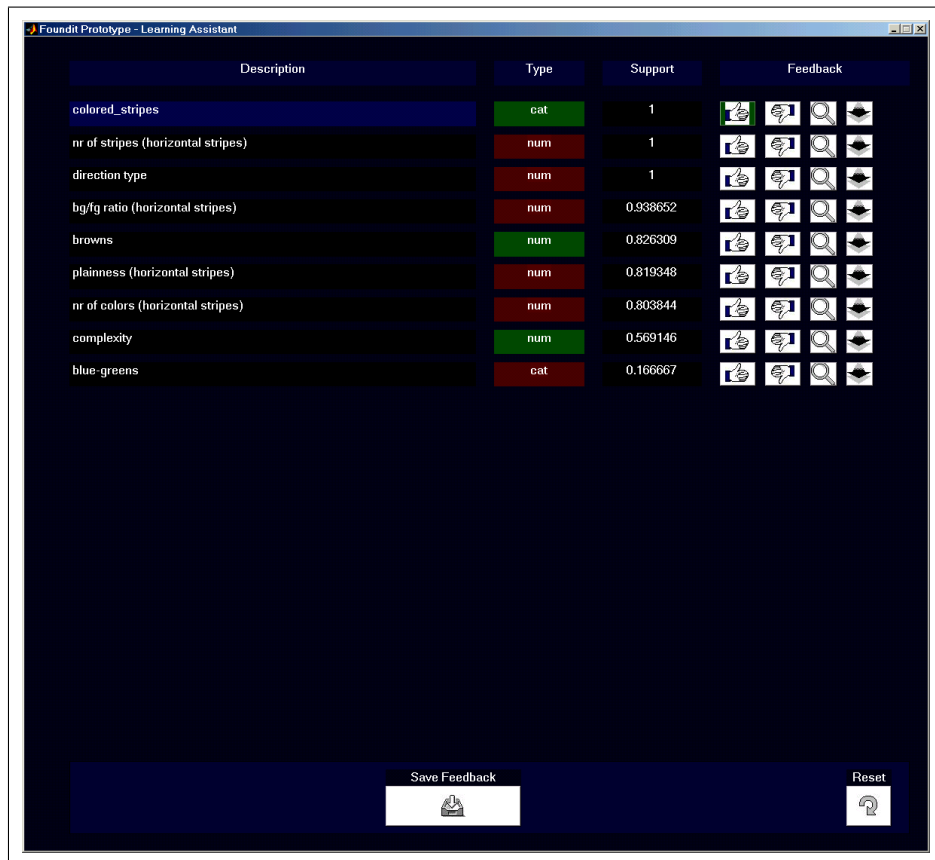 Foundit Prototype - Learning Assistant
Description Type Support Feedback
colored_stripes cat 1
nr of stripes (horizontal stripes) num 1
direction type num 1
bg/fg ratio (horizontal stripes) num 0.938652
browns num 0.826309
plainness (horizontal stripes) num 0.819348
nr of colors (horizontal stripes) num 0.803844
complexity num 0.569146
blue-greens cat 0.166667
Save Feedback Reset